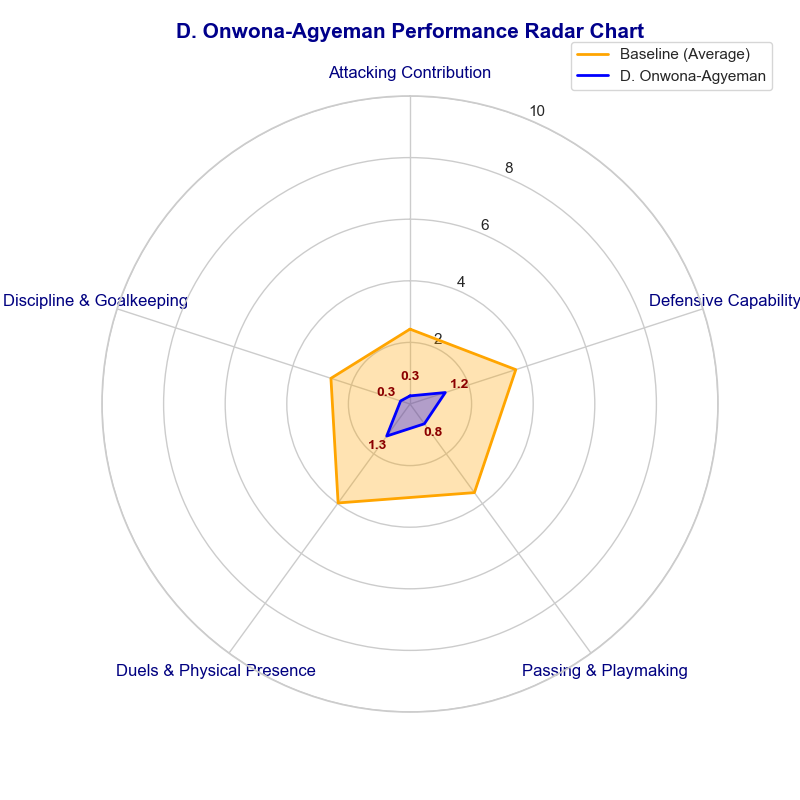 D. Onwona-Agyeman Performance Radar Chart
Baseline (Average)
D. Onwona-Agyeman
Attacking Contribution
10
8
6
4
2
Discipline & Goalkeeping
Defensive Capability
0.3
0.3
1.2
0.8
1.3
Duels & Physical Presence
Passing & Playmaking